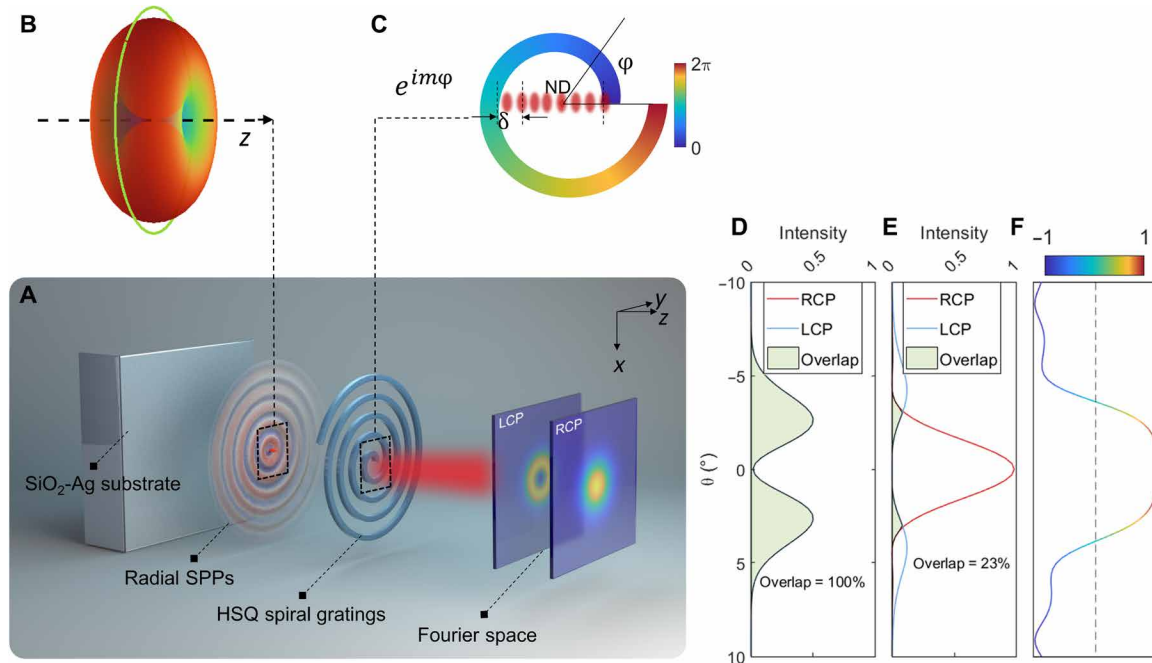 B
z
C
e^{imφ}
ND
φ
δ
2π
0
A
y
z
x
LCP
RCP
SiO₂-Ag substrate
Radial SPPs
HSQ spiral gratings
Fourier space
D
Intensity
0
0.5
1
RCP
LCP
Overlap
Overlap = 100%
θ (°)
−10
−5
0
5
10
E
Intensity
0
0.5
1
RCP
LCP
Overlap
Overlap = 23%
F
−1
1